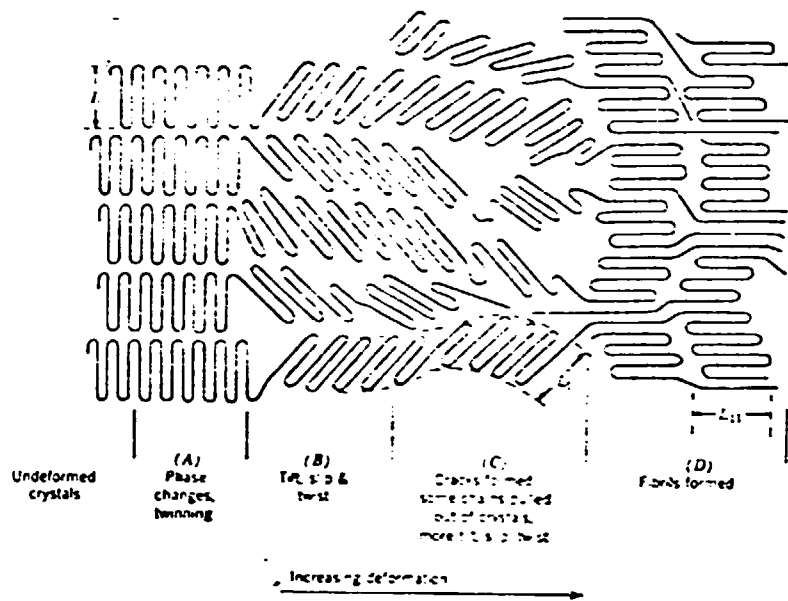 L
L₁₁
Undeformed
crystals
(A)
Phase
changes,
twinning
(B)
Tilt, slip &
twist
(C)
Cracks formed
some chains pulled
out of crystals,
more tilt, slip, twist
(D)
Fibrils formed
Increasing deformation